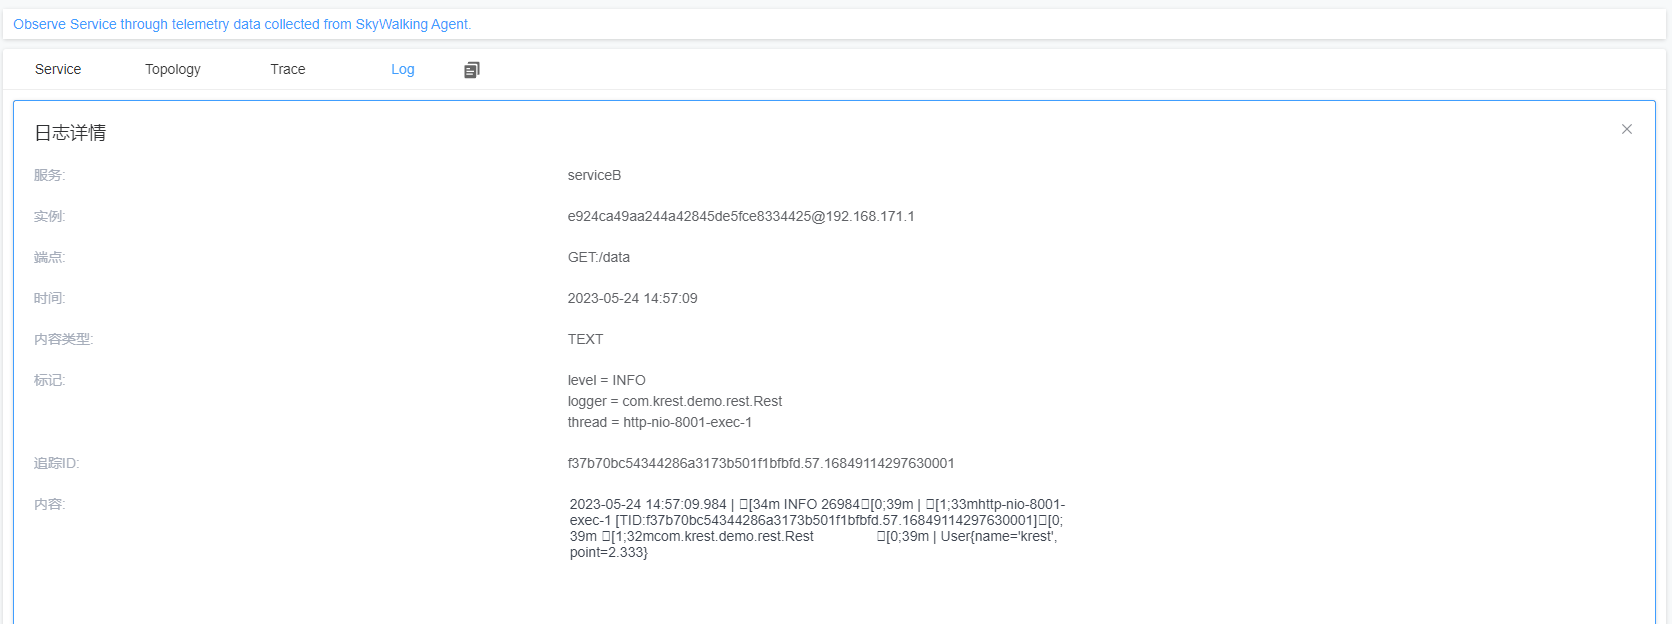 Observe Service through telemetry data collected from SkyWalking Agent.
Service Topology Trace Log
日志详情
服务: serviceB
实例: e924ca49aa244a42845de5fce8334425@192.168.171.1
端点: GET:/data
时间: 2023-05-24 14:57:09
内容类型: TEXT
标记: level = INFO
logger = com.krest.demo.rest.Rest
thread = http-nio-8001-exec-1
追踪ID: f37b70bc54344286a3173b501f1bfbfd.57.16849114297630001
内容: 2023-05-24 14:57:09.984 | □[34m INFO 26984□[0;39m | □[1;33mhttp-nio-8001-
exec-1 [TID:f37b70bc54344286a3173b501f1bfbfd.57.16849114297630001]□[0;
39m □[1;32mcom.krest.demo.rest.Rest □[0;39m | User{name='krest',
point=2.333}